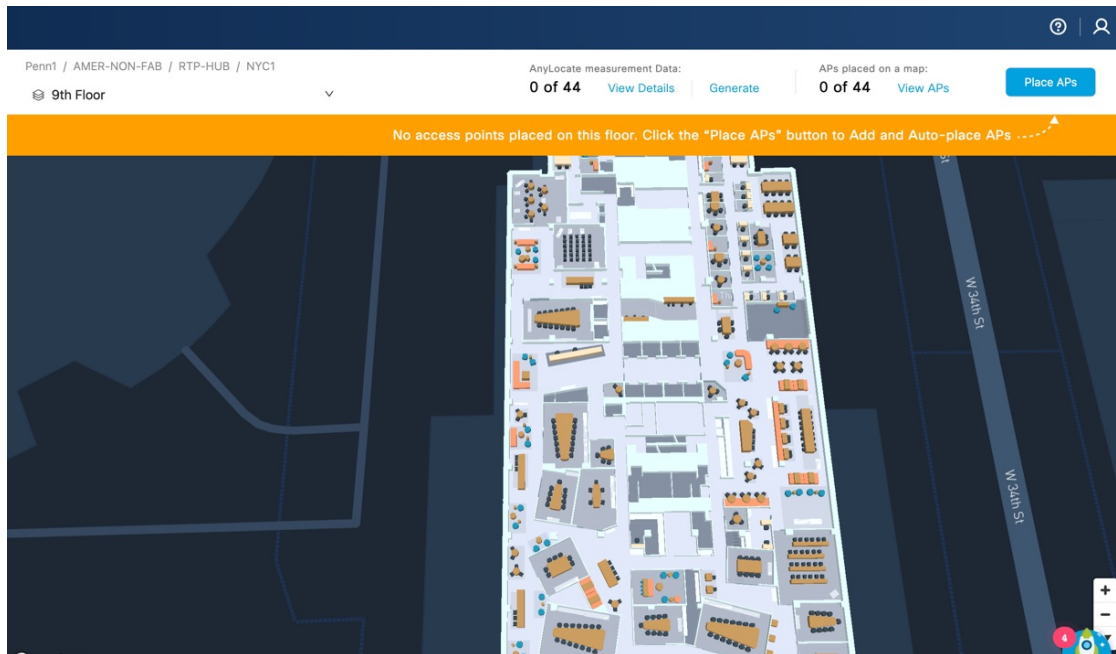 Penn1 / AMER-NON-FAB / RTP-HUB / NYC1
9th Floor
AnyLocate measurement Data:
0 of 44 View Details Generate
APs placed on a map:
0 of 44 View APs
Place APs
No access points placed on this floor. Click the “Place APs” button to Add and Auto-place APs
St
W 34th St
W 34th St
+
−
4